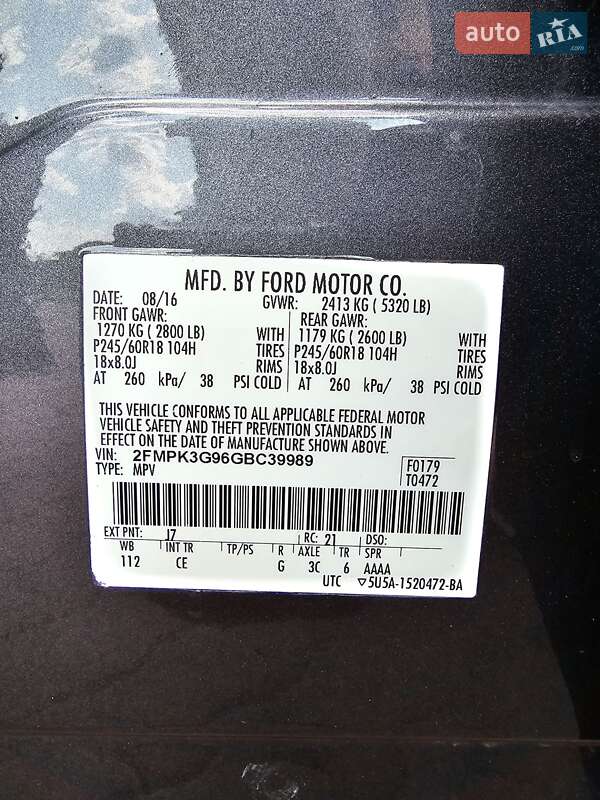 auto RIA.com
MFD. BY FORD MOTOR CO.
DATE: 08/16 GVWR: 2413 KG ( 5320 LB)
FRONT GAWR: REAR GAWR:
1270 KG ( 2800 LB) WITH 1179 KG ( 2600 LB) WITH
P245/60R18 104H TIRES P245/60R18 104H TIRES
18x8.0J RIMS 18x8.0J RIMS
AT 260 kPa/ 38 PSI COLD AT 260 kPa/ 38 PSI COLD
THIS VEHICLE CONFORMS TO ALL APPLICABLE FEDERAL MOTOR
VEHICLE SAFETY AND THEFT PREVENTION STANDARDS IN
EFFECT ON THE DATE OF MANUFACTURE SHOWN ABOVE.
VIN: 2FMPK3G96GBC39989 F0179
TYPE: MPV T0472
EXT PNT: J7 RC: 21 DSO:
WB INT TR TP/PS R AXLE TR SPR
112 CE G 3C 6 AAAA
UTC ▽5U5A-1520472-BA